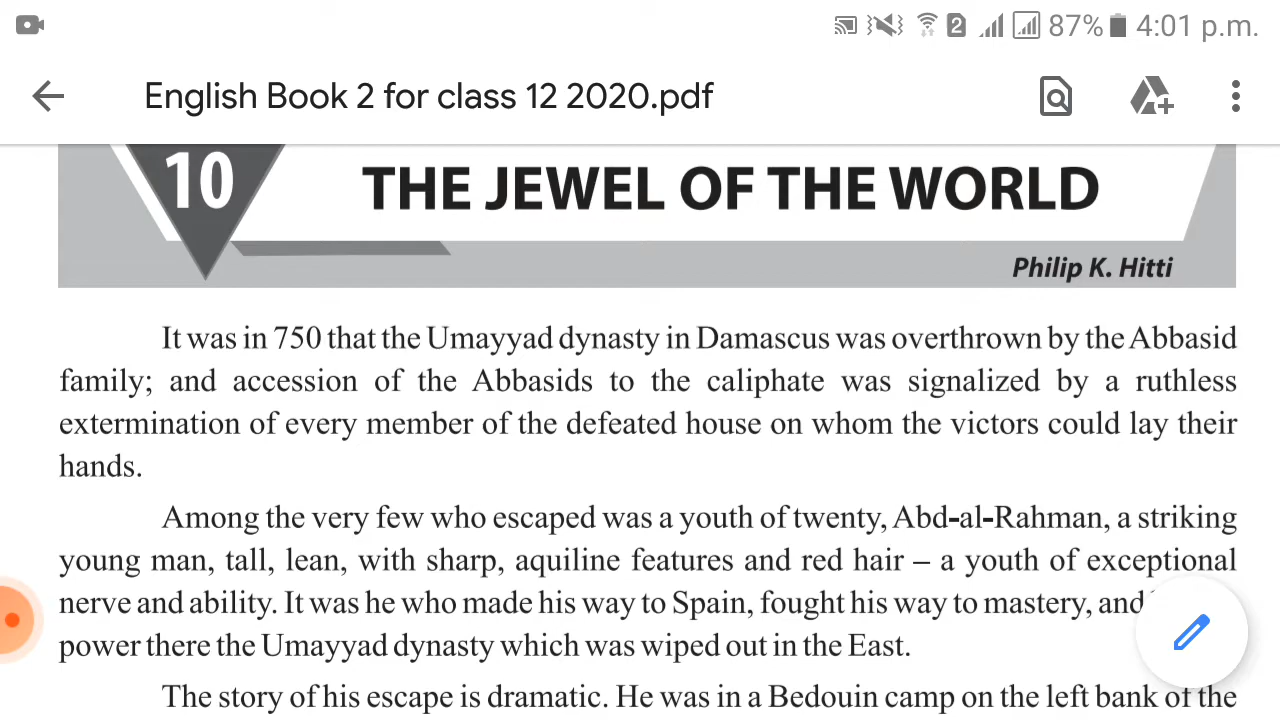 2 87% 4:01 p.m.
English Book 2 for class 12 2020.pdf
10 THE JEWEL OF THE WORLD
Philip K. Hitti
It was in 750 that the Umayyad dynasty in Damascus was overthrown by the Abbasid
family; and accession of the Abbasids to the caliphate was signalized by a ruthless
extermination of every member of the defeated house on whom the victors could lay their
hands.
Among the very few who escaped was a youth of twenty, Abd-al-Rahman, a striking
young man, tall, lean, with sharp, aquiline features and red hair – a youth of exceptional
nerve and ability. It was he who made his way to Spain, fought his way to mastery, and
power there the Umayyad dynasty which was wiped out in the East.
The story of his escape is dramatic. He was in a Bedouin camp on the left bank of the